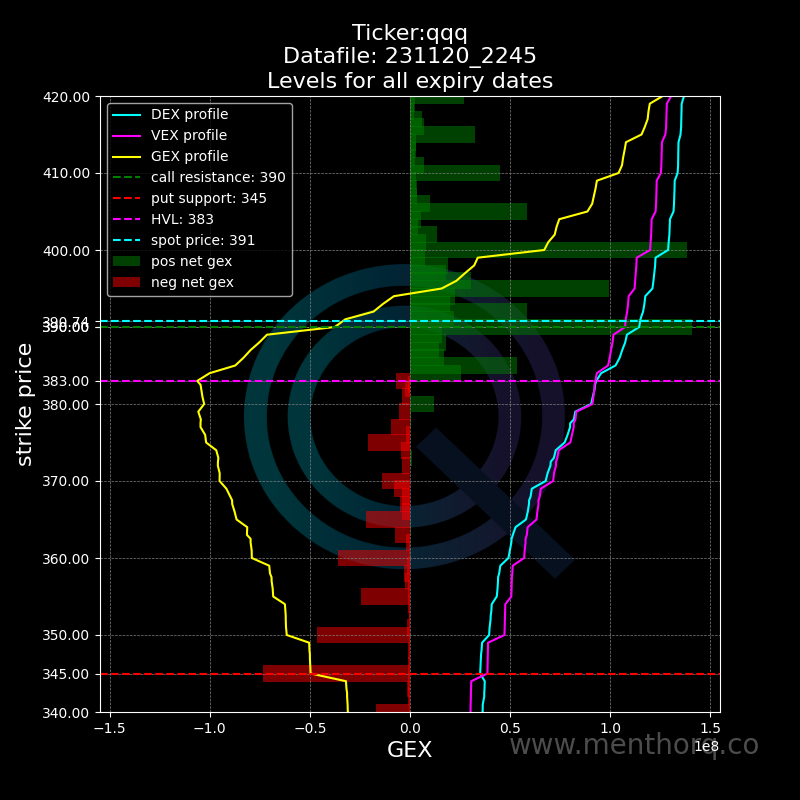 Ticker:qqq
Datafile: 231120_2245
Levels for all expiry dates
DEX profile
VEX profile
GEX profile
call resistance: 390
put support: 345
HVL: 383
spot price: 391
pos net gex
neg net gex
420.00
410.00
400.00
390.74
390.00
383.00
380.00
370.00
360.00
350.00
345.00
340.00
strike price
−1.5 −1.0 −0.5 0.0 0.5 1.0 1.5
1e8
GEX
www.menthorq.co